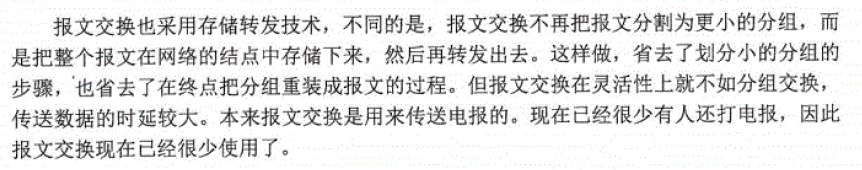 报文交换也采用存储转发技术，不同的是，报文交换不再把报文分割为更小的分组，而
是把整个报文在网络的结点中存储下来，然后再转发出去。这样做，省去了划分小的分组的
步骤，也省去了在终点把分组重装成报文的过程。但报文交换在灵活性上就不如分组交换，
传送数据的时延较大。本来报文交换是用来传送电报的。现在已经很少有人还打电报，因此
报文交换现在已经很少使用了。